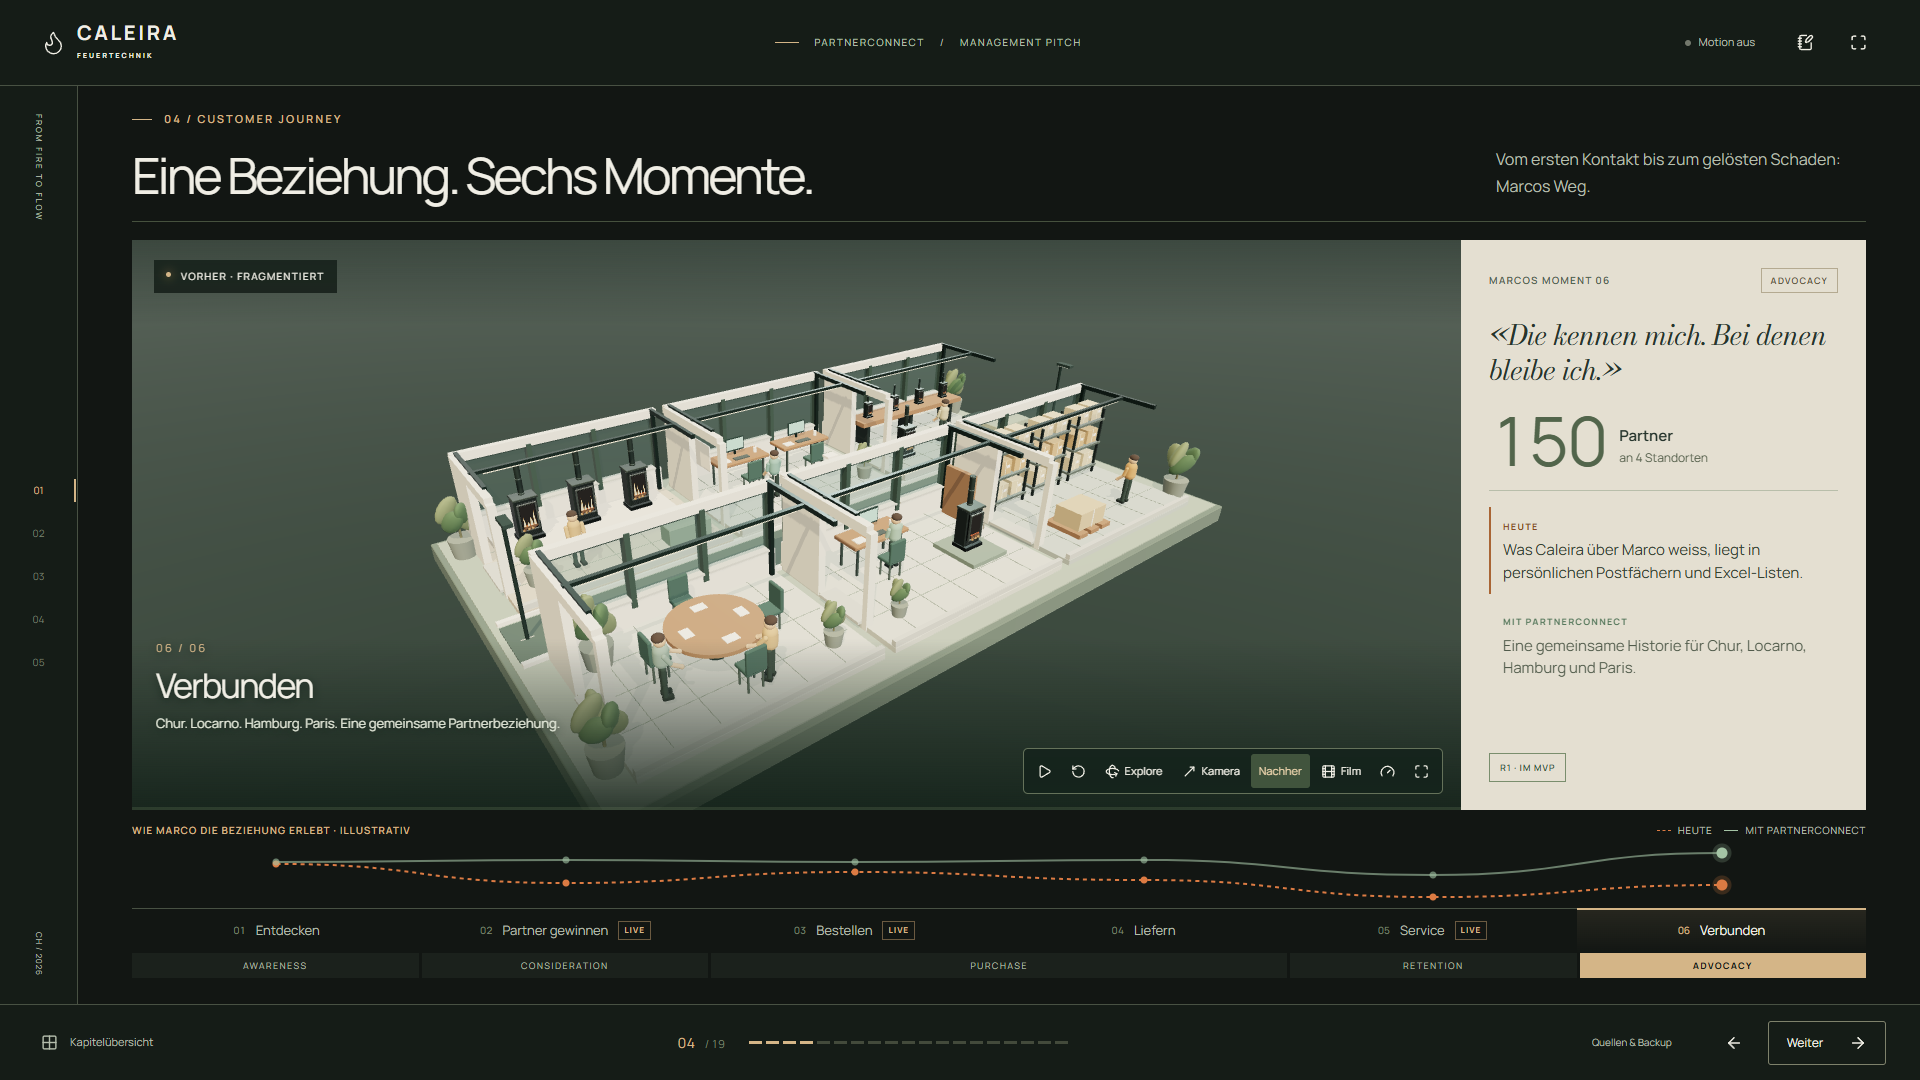 CALEIRA
FEUERTECHNIK
PARTNERCONNECT / MANAGEMENT PITCH
Motion aus
FROM FIRE TO FLOW
01
02
03
04
05
CH / 2026
04 / CUSTOMER JOURNEY
Eine Beziehung. Sechs Momente.
Vom ersten Kontakt bis zum gelösten Schaden:
Marcos Weg.
VORHER · FRAGMENTIERT
06 / 06
Verbunden
Chur. Locarno. Hamburg. Paris. Eine gemeinsame Partnerbeziehung.
Explore
Kamera
Nachher
Film
MARCOS MOMENT 06
ADVOCACY
«Die kennen mich. Bei denen
bleibe ich.»
150
Partner
an 4 Standorten
HEUTE
Was Caleira über Marco weiss, liegt in
persönlichen Postfächern und Excel-Listen.
MIT PARTNERCONNECT
Eine gemeinsame Historie für Chur, Locarno,
Hamburg und Paris.
R1 · IM MVP
WIE MARCO DIE BEZIEHUNG ERLEBT · ILLUSTRATIV
HEUTE
MIT PARTNERCONNECT
01 Entdecken
02 Partner gewinnen LIVE
03 Bestellen LIVE
04 Liefern
05 Service LIVE
06 Verbunden
AWARENESS
CONSIDERATION
PURCHASE
RETENTION
ADVOCACY
Kapitelübersicht
04 / 19
Quellen & Backup
Weiter